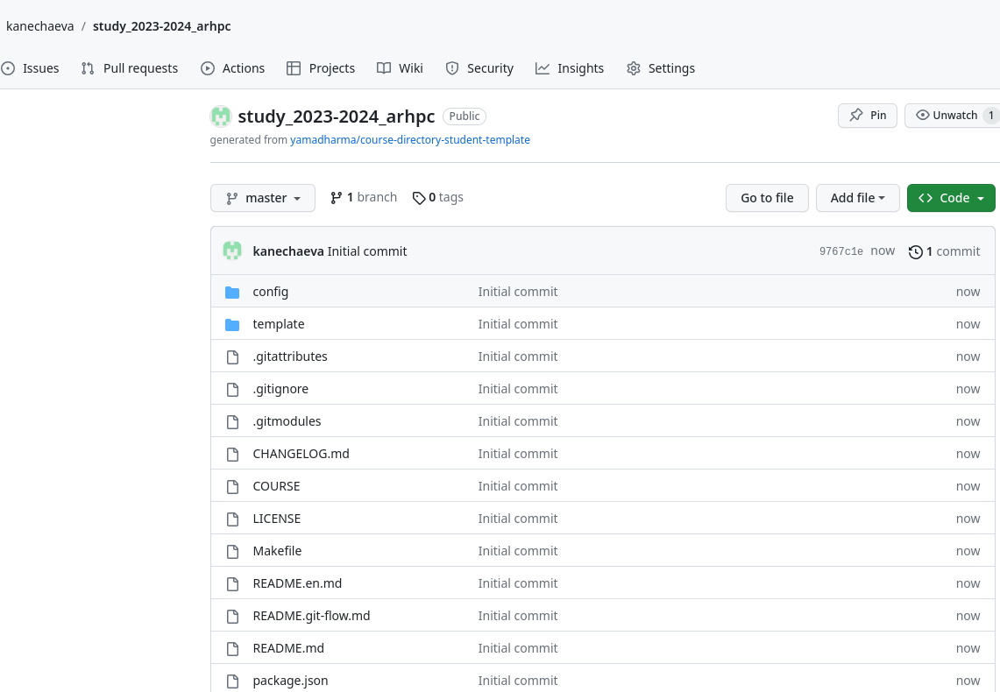 kanechaeva / study_2023-2024_arhpc
Issues Pull requests Actions Projects Wiki Security Insights Settings
study_2023-2024_arhpc Public Pin Unwatch 1
generated from yamadharma/course-directory-student-template
master 1 branch 0 tags Go to file Add file Code
kanechaeva Initial commit 9767c1e now 1 commit
config Initial commit now
template Initial commit now
.gitattributes Initial commit now
.gitignore Initial commit now
.gitmodules Initial commit now
CHANGELOG.md Initial commit now
COURSE Initial commit now
LICENSE Initial commit now
Makefile Initial commit now
README.en.md Initial commit now
README.git-flow.md Initial commit now
README.md Initial commit now
package.json Initial commit now